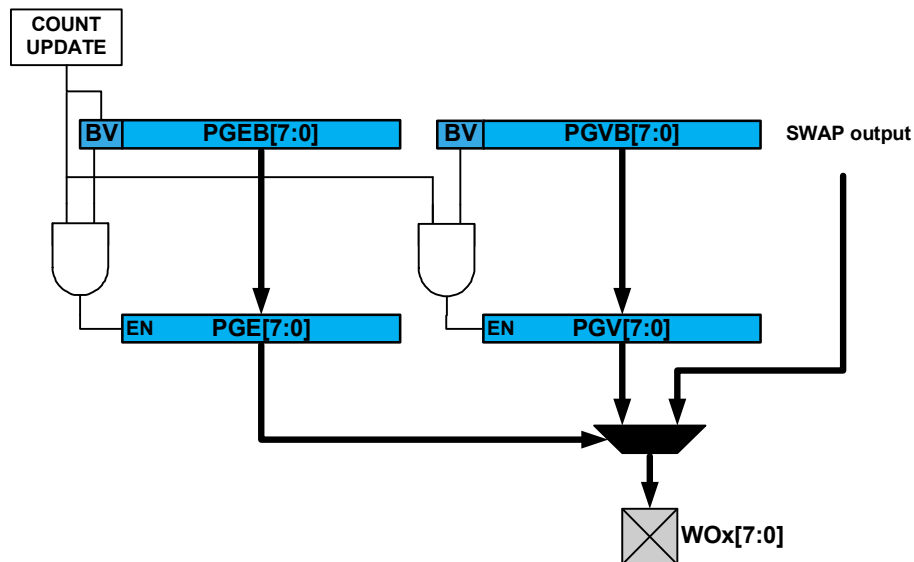 COUNT
UPDATE
BV PGEB[7:0]
BV PGVB[7:0]
SWAP output
EN PGE[7:0]
EN PGV[7:0]
WOx[7:0]